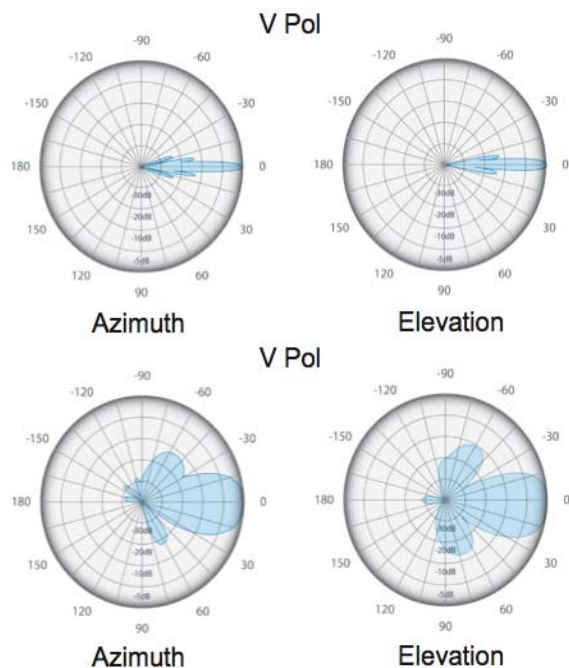 V Pol
-90 -90
-120 -60 -120 -60
-150 -30 -150 -30
180 0 180 0
-30dB -30dB
-20dB -20dB
150 -10dB 30 150 -10dB 30
-5dB -5dB
120 60 120 60
90 90
Azimuth Elevation
V Pol
-90 -90
-120 -60 -120 -60
-150 -30 -150 -30
180 0 180 0
-30dB -30dB
150 -20dB 30 150 -20dB 30
-10dB -10dB
-5dB -5dB
120 60 120 60
90 90
Azimuth Elevation